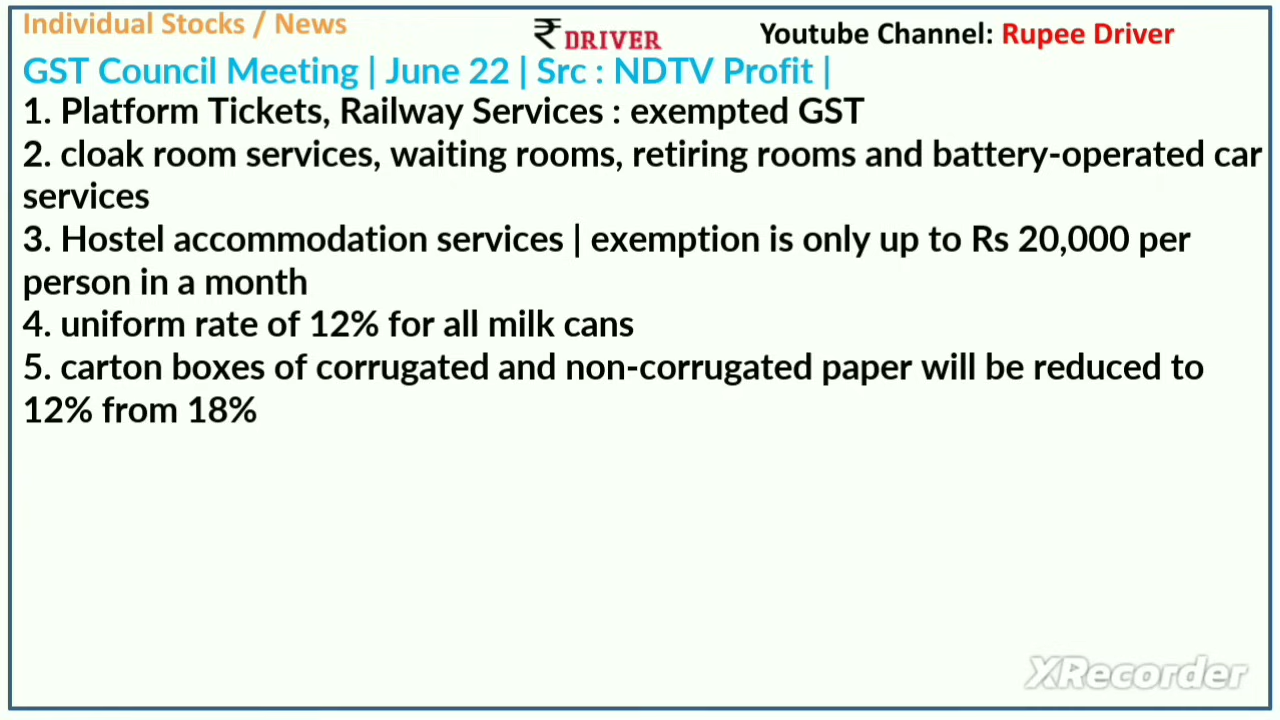 Individual Stocks / News
₹ DRIVER
Youtube Channel: Rupee Driver
GST Council Meeting | June 22 | Src : NDTV Profit |
1. Platform Tickets, Railway Services : exempted GST
2. cloak room services, waiting rooms, retiring rooms and battery-operated car
services
3. Hostel accommodation services | exemption is only up to Rs 20,000 per
person in a month
4. uniform rate of 12% for all milk cans
5. carton boxes of corrugated and non-corrugated paper will be reduced to
12% from 18%
XRecorder